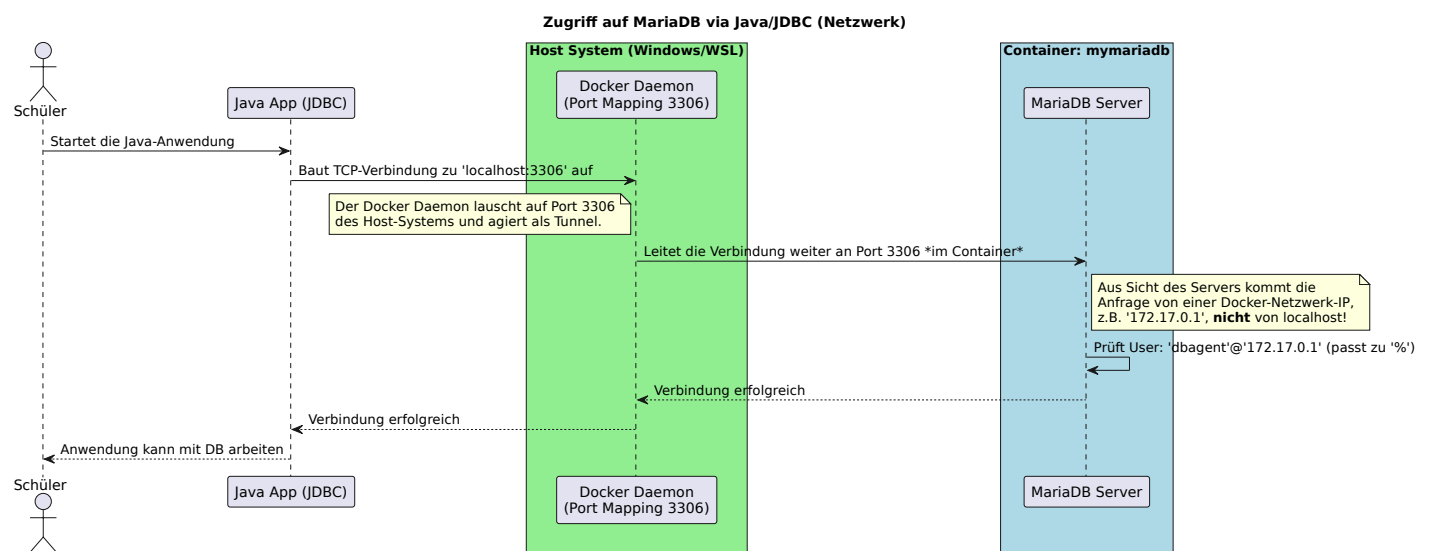 Zugriff auf MariaDB via Java/JDBC (Netzwerk)
Host System (Windows/WSL)
Container: mymariadb
Schüler
Java App (JDBC)
Docker Daemon
(Port Mapping 3306)
MariaDB Server
Startet die Java-Anwendung
Baut TCP-Verbindung zu 'localhost:3306' auf
Der Docker Daemon lauscht auf Port 3306
des Host-Systems und agiert als Tunnel.
Leitet die Verbindung weiter an Port 3306 *im Container*
Aus Sicht des Servers kommt die
Anfrage von einer Docker-Netzwerk-IP,
z.B. '172.17.0.1', nicht von localhost!
Prüft User: 'dbagent'@'172.17.0.1' (passt zu '%')
Verbindung erfolgreich
Verbindung erfolgreich
Anwendung kann mit DB arbeiten
Schüler
Java App (JDBC)
Docker Daemon
(Port Mapping 3306)
MariaDB Server